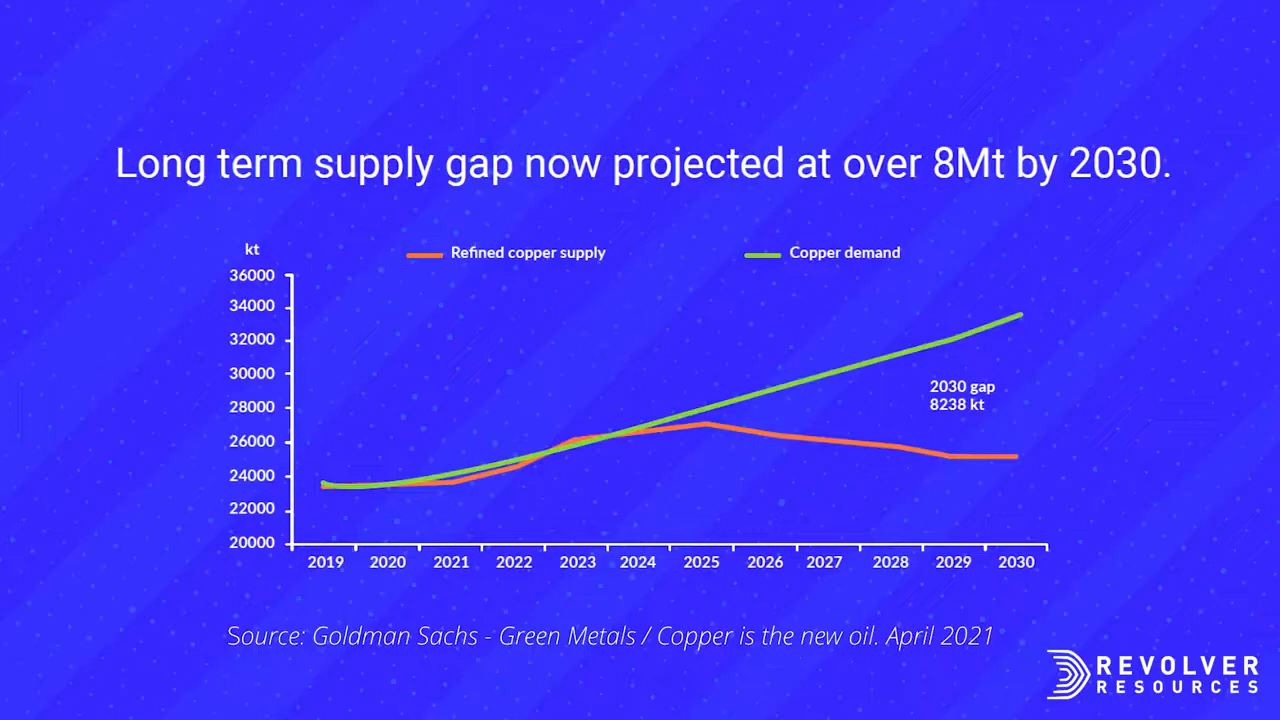 Long term supply gap now projected at over 8Mt by 2030.
kt
Refined copper supply
Copper demand
36000
34000
32000
30000
28000
26000
24000
22000
20000
2030 gap
8238 kt
2019 2020 2021 2022 2023 2024 2025 2026 2027 2028 2029 2030
Source: Goldman Sachs - Green Metals / Copper is the new oil. April 2021
REVOLVER
RESOURCES